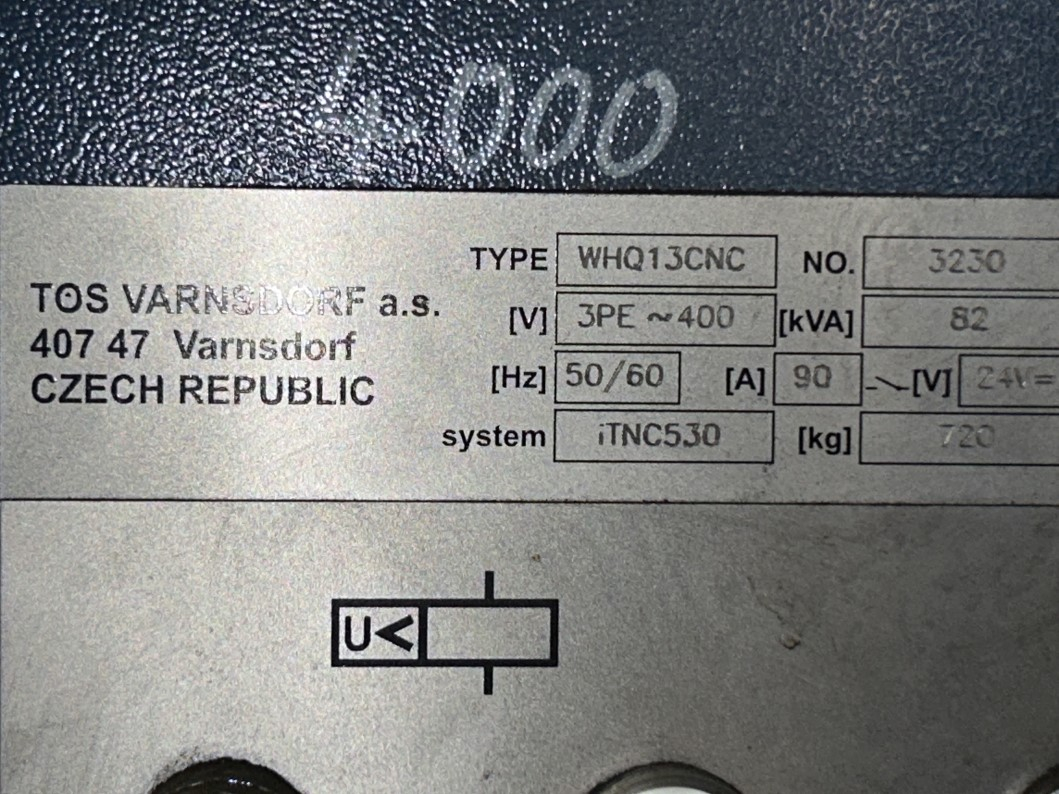 4000
TOS VARNSDORF a.s.
407 47 Varnsdorf
CZECH REPUBLIC
TYPE WHQ13CNC NO. 3230
[V] 3PE ~400 [kVA] 82
[Hz] 50/60 [A] 90 [V] 24V=
system iTNC530 [kg] 720
U<